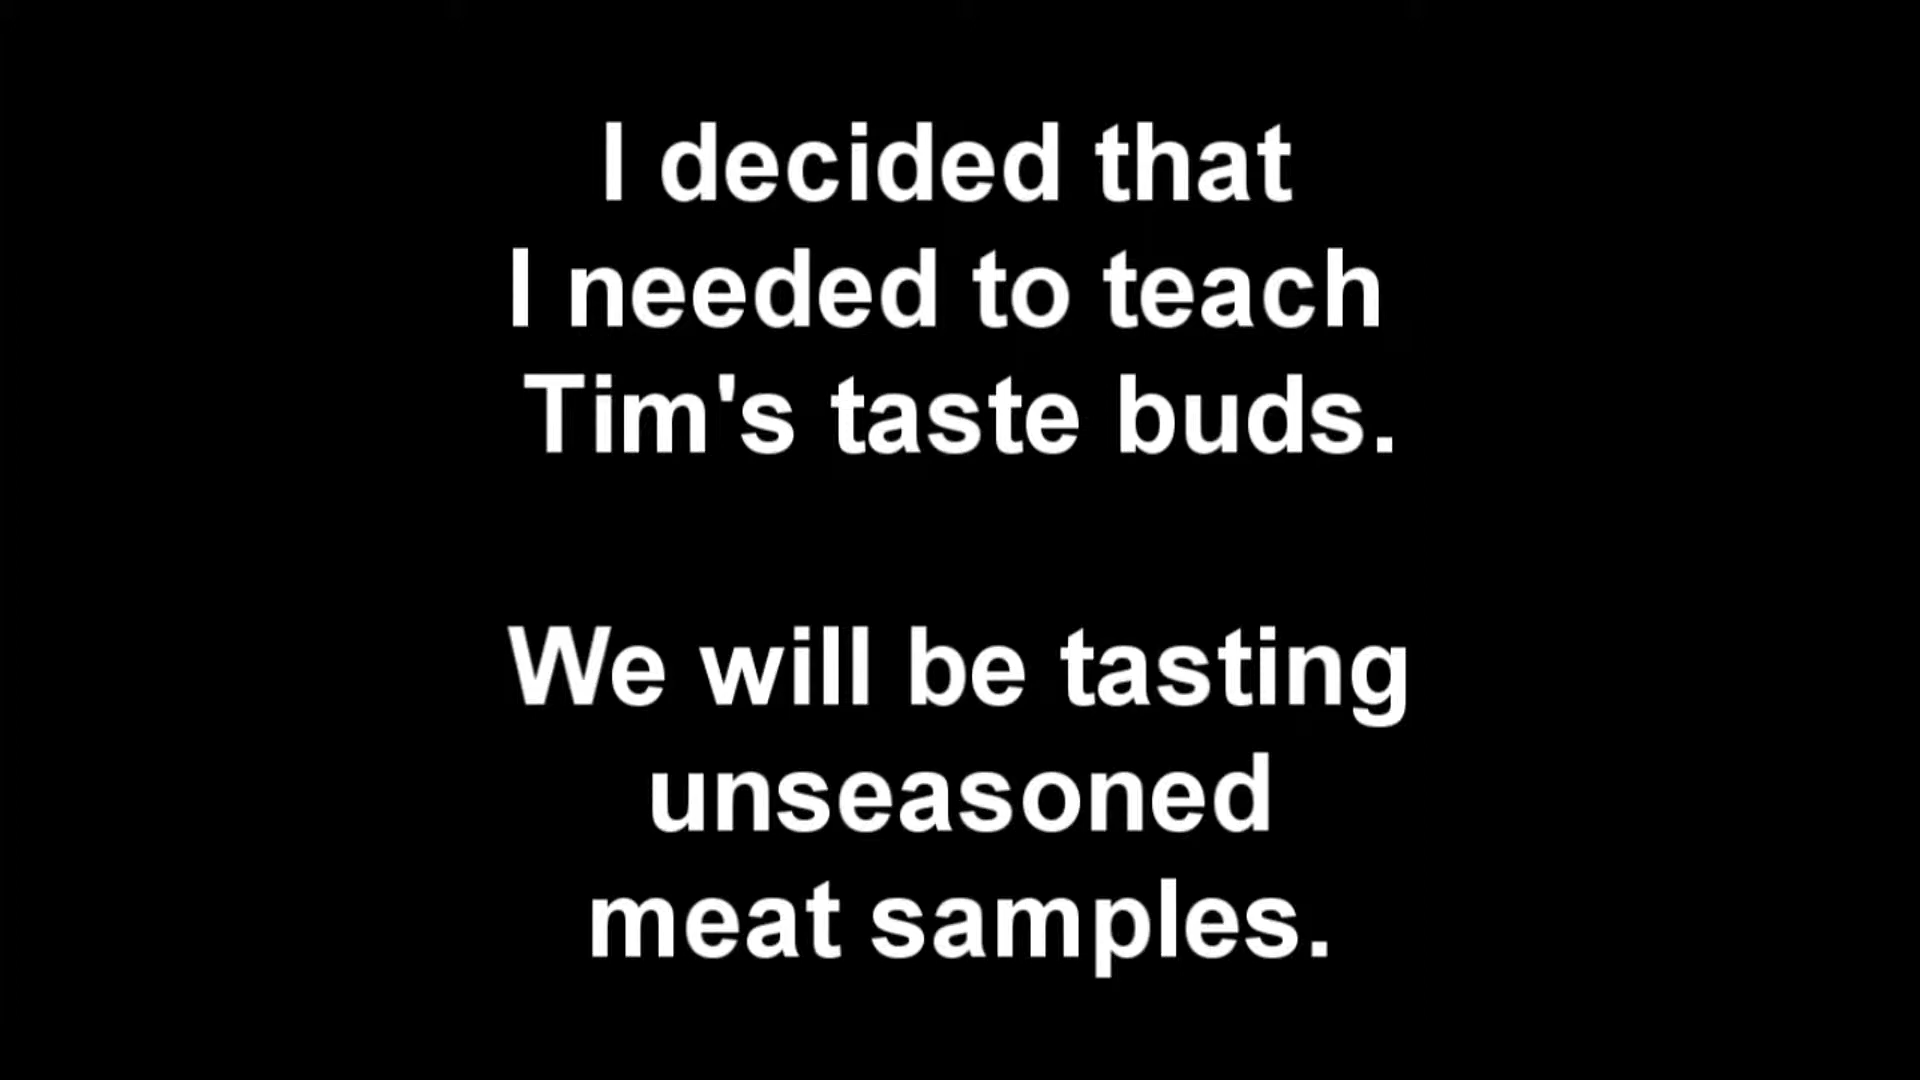 I decided that
I needed to teach
Tim's taste buds.
We will be tasting
unseasoned
meat samples.